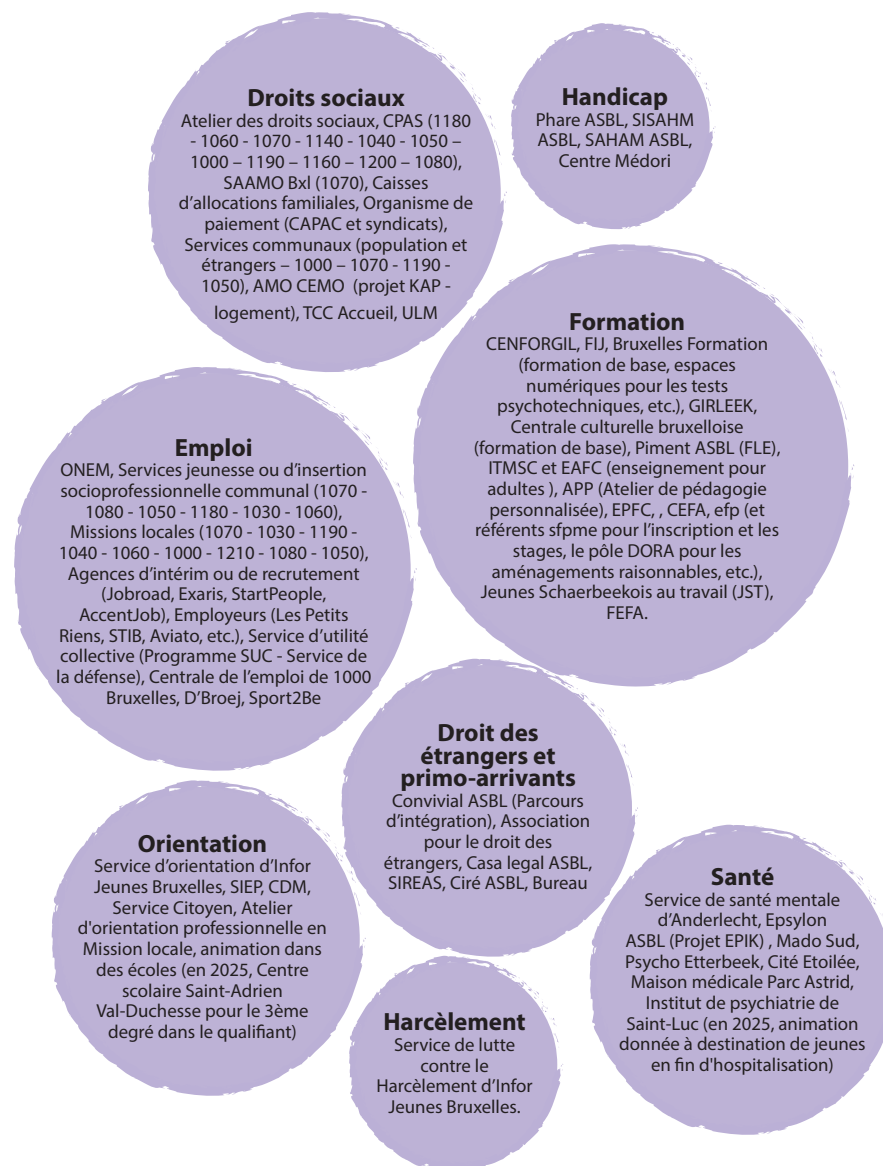 Droits sociaux
Atelier des droits sociaux, CPAS (1180
- 1060 - 1070 - 1140 - 1040 - 1050 –
1000 – 1190 – 1160 – 1200 – 1080),
SAAMO Bxl (1070), Caisses
d’allocations familiales, Organisme de
paiement (CAPAC et syndicats),
Services communaux (population et
étrangers – 1000 – 1070 - 1190 -
1050), AMO CEMO (projet KAP -
logement), TCC Accueil, ULM
Handicap
Phare ASBL, SISAHM
ASBL, SAHAM ASBL,
Centre Médori
Formation
CENFORGIL, FIJ, Bruxelles Formation
(formation de base, espaces
numériques pour les tests
psychotechniques, etc.), GIRLEEK,
Centrale culturelle bruxelloise
(formation de base), Piment ASBL (FLE),
ITMSC et EAFC (enseignement pour
adultes ), APP (Atelier de pédagogie
personnalisée), EPFC, , CEFA, efp (et
référents sfpme pour l’inscription et les
stages, le pôle DORA pour les
aménagements raisonnables, etc.),
Jeunes Schaerbeekois au travail (JST),
FEFA.
Emploi
ONEM, Services jeunesse ou d’insertion
socioprofessionnelle communal (1070 -
1080 - 1050 - 1180 - 1030 - 1060),
Missions locales (1070 - 1030 - 1190 -
1040 - 1060 - 1000 - 1210 - 1080 - 1050),
Agences d’intérim ou de recrutement
(Jobroad, Exaris, StartPeople,
AccentJob), Employeurs (Les Petits
Riens, STIB, Aviato, etc.), Service d’utilité
collective (Programme SUC - Service de
la défense), Centrale de l’emploi de 1000
Bruxelles, D’Broej, Sport2Be
Droit des
étrangers et
primo-arrivants
Convivial ASBL (Parcours
d’intégration), Association
pour le droit des
étrangers, Casa legal ASBL,
SIREAS, Ciré ASBL, Bureau
Orientation
Service d’orientation d’Infor
Jeunes Bruxelles, SIEP, CDM,
Service Citoyen, Atelier
d'orientation professionnelle en
Mission locale, animation dans
des écoles (en 2025, Centre
scolaire Saint-Adrien
Val-Duchesse pour le 3ème
degré dans le qualifiant)
Santé
Service de santé mentale
d’Anderlecht, Epsylon
ASBL (Projet EPIK) , Mado Sud,
Psycho Etterbeek, Cité Etoilée,
Maison médicale Parc Astrid,
Institut de psychiatrie de
Saint-Luc (en 2025, animation
donnée à destination de jeunes
en fin d'hospitalisation)
Harcèlement
Service de lutte
contre le
Harcèlement d’Infor
Jeunes Bruxelles.